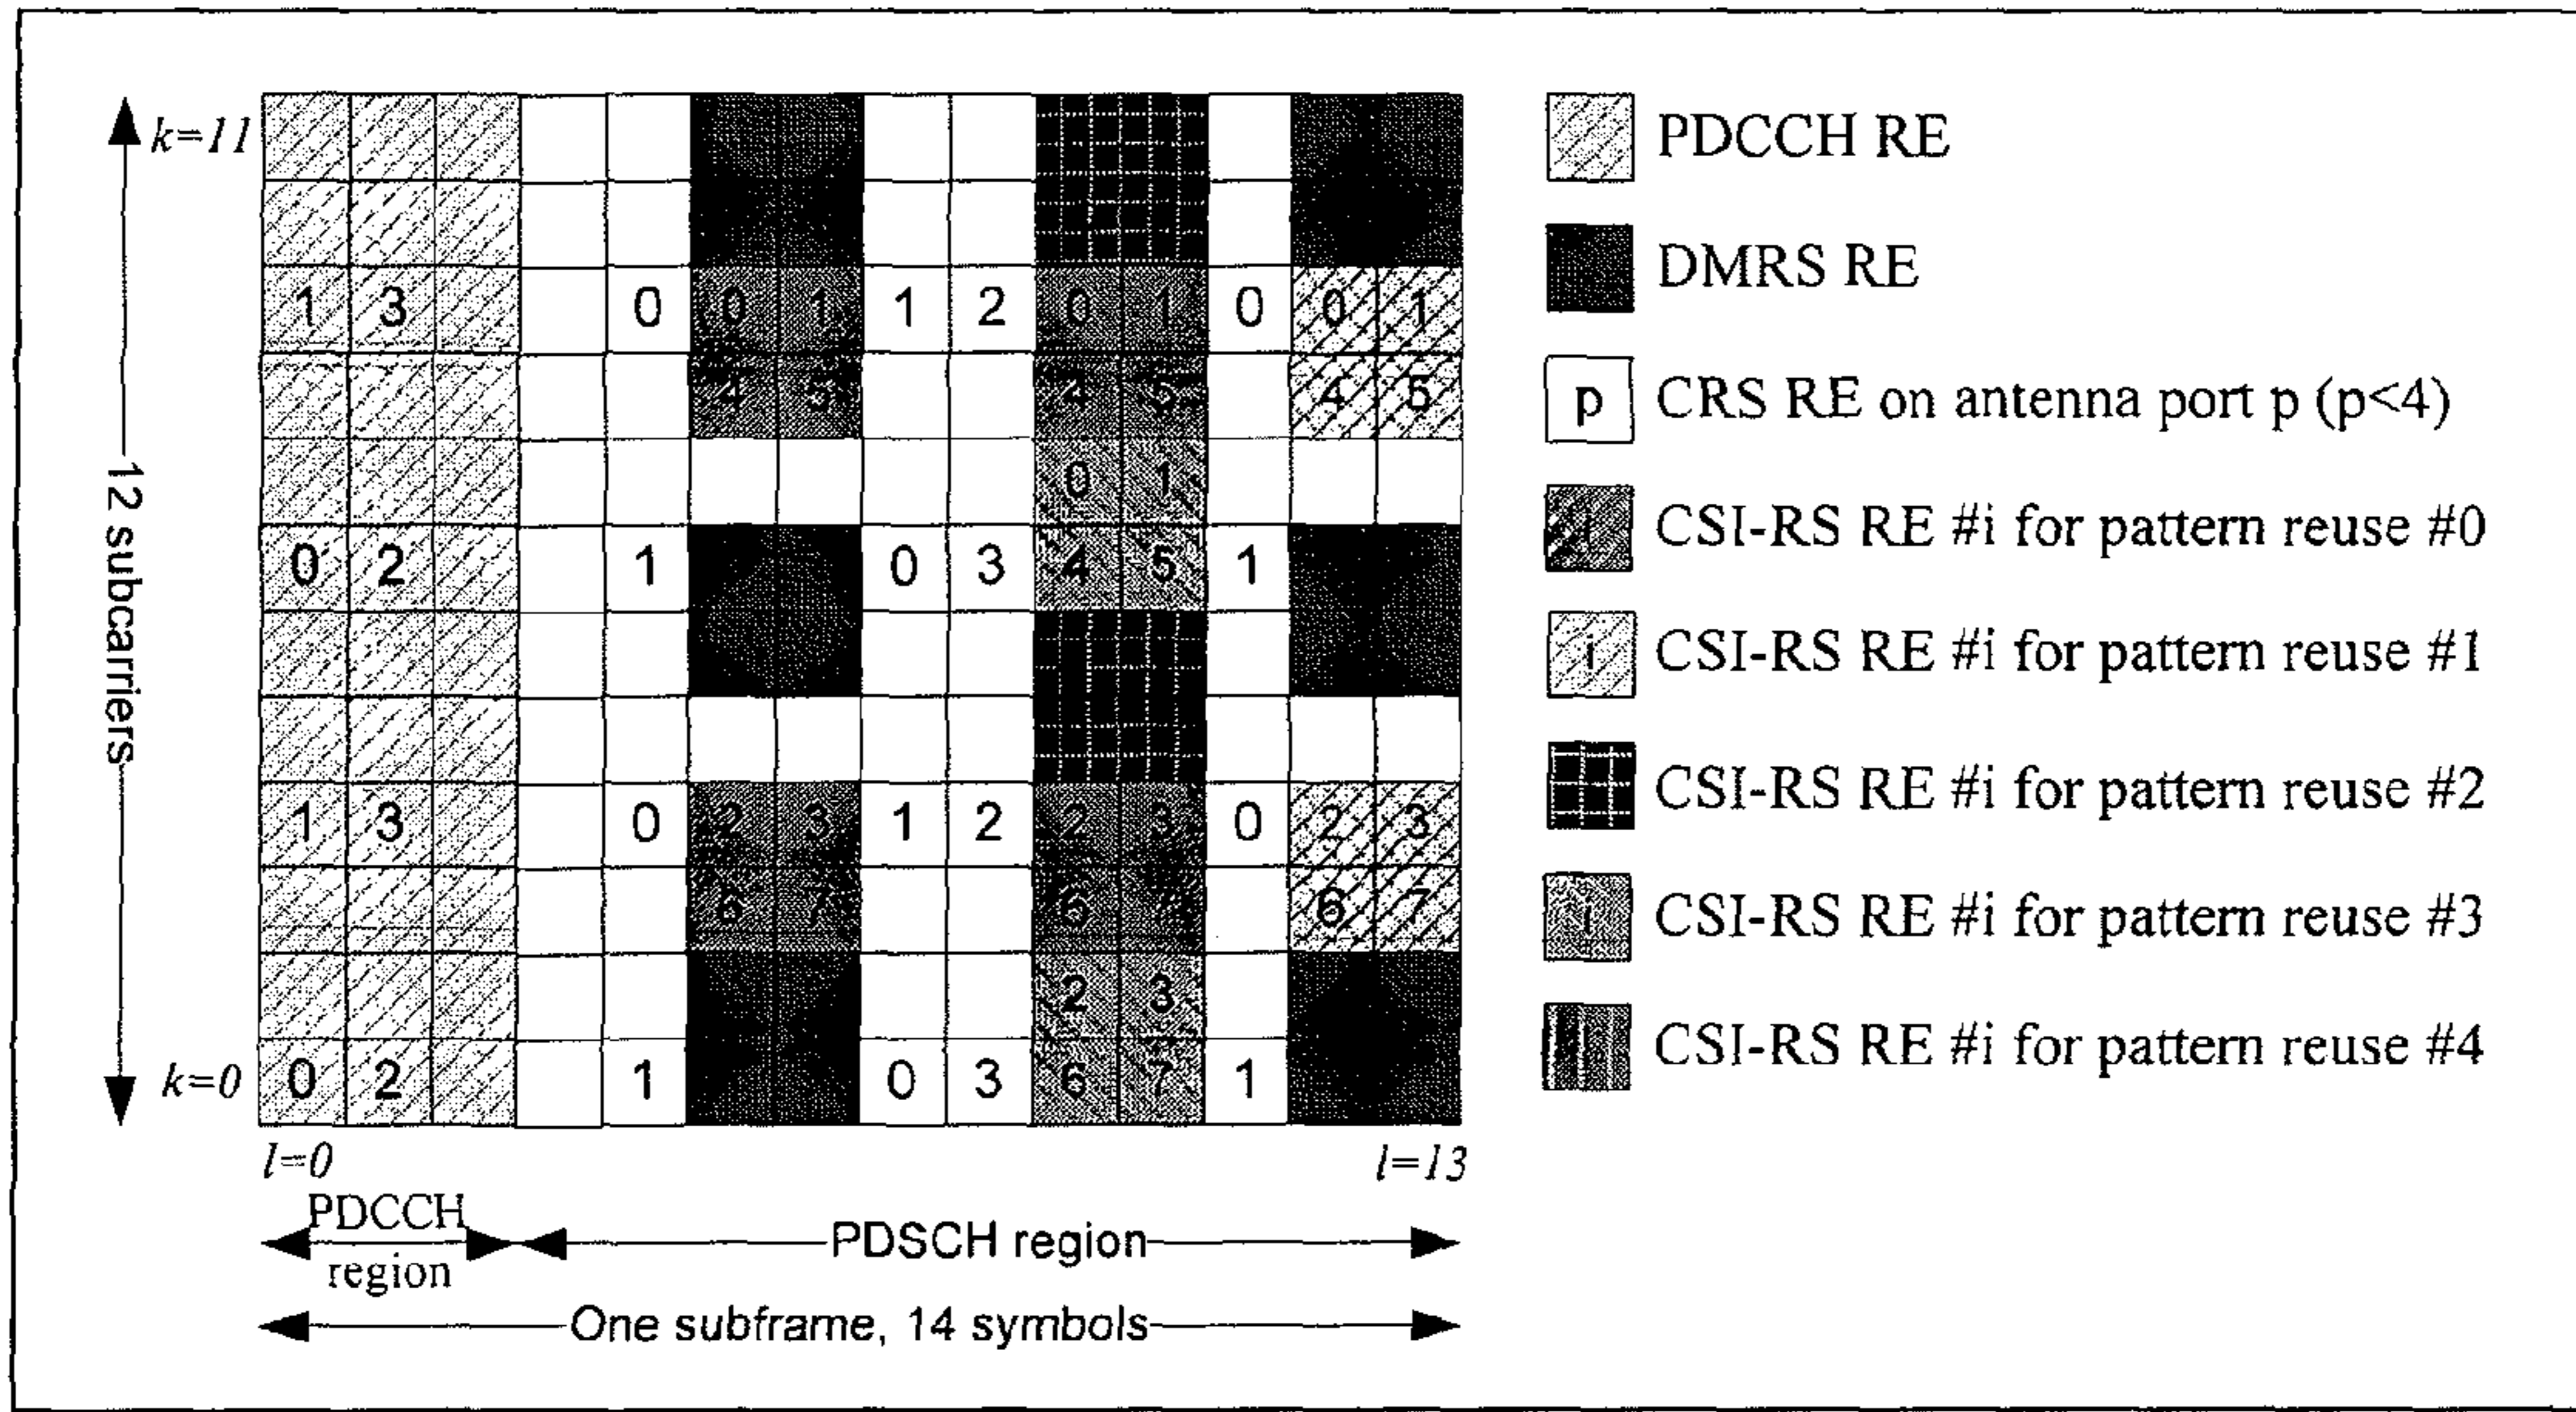 k=11
1 3 0 0 1 1 2 0 1 0 0 1
4 5 4 5 4 5
0 1
0 2 1 0 3 4 5 1
1 3 0 2 3 1 2 2 3 0 2 3
6 7 6 7 6 7
2 3
k=0 0 2 1 0 3 6 7 1
12 subcarriers
l=0 l=13
PDCCH
region
PDSCH region
One subframe, 14 symbols
PDCCH RE
DMRS RE
p CRS RE on antenna port p (p<4)
i CSI-RS RE #i for pattern reuse #0
i CSI-RS RE #i for pattern reuse #1
CSI-RS RE #i for pattern reuse #2
i CSI-RS RE #i for pattern reuse #3
CSI-RS RE #i for pattern reuse #4